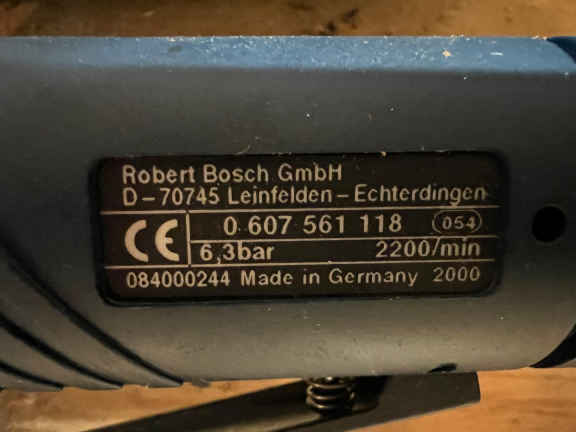 Robert Bosch GmbH
D-70745 Leinfelden-Echterdingen
CE 0 607 561 118 054
6,3bar 2200/min
084000244 Made in Germany 2000